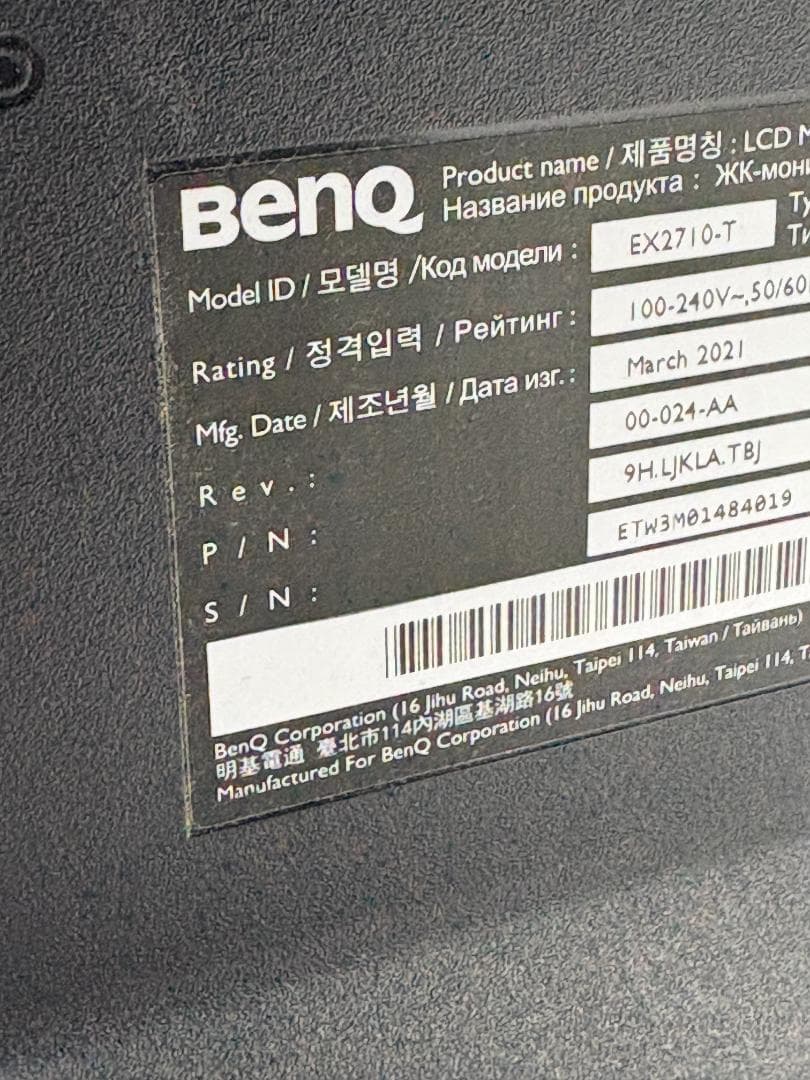 BenQ
Product name / 제품명칭 : LCD
Название продукта : ЖК-мони
Model ID / 모델명 /Код модели : EX2710-T
Rating / 정격입력 / Рейтинг : 100-240V~,50/60
Mfg. Date / 제조년월 / Дата изг. : March 2021
Rev. : 00-024-AA
P/N : 9H.LJKLA.TBJ
S/N : ETW3M01484019
BenQ Corporation (16 Jihu Road, Neihu, Taipei 114, Taiwan / Тайвань)
明基電通 臺北市114內湖區基湖路16號
Manufactured For BenQ Corporation (16 Jihu Road, Neihu, Taipei 114,